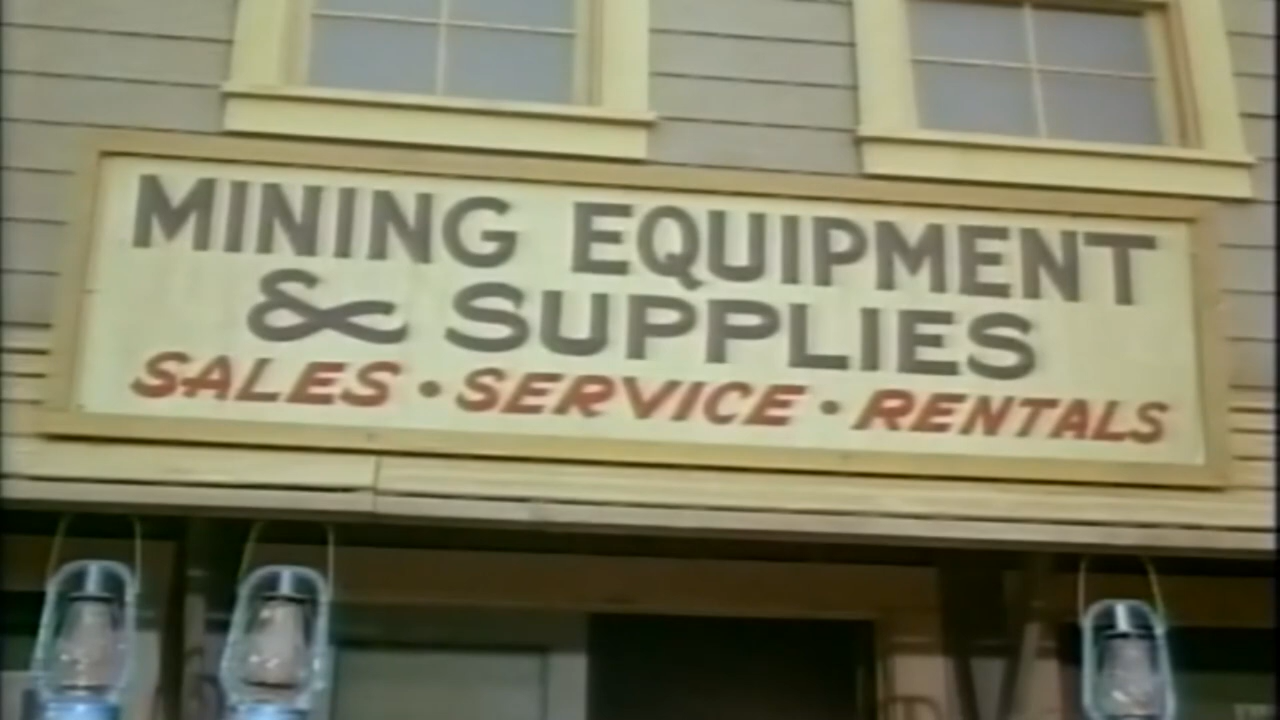 MINING EQUIPMENT
& SUPPLIES
SALES · SERVICE · RENTALS